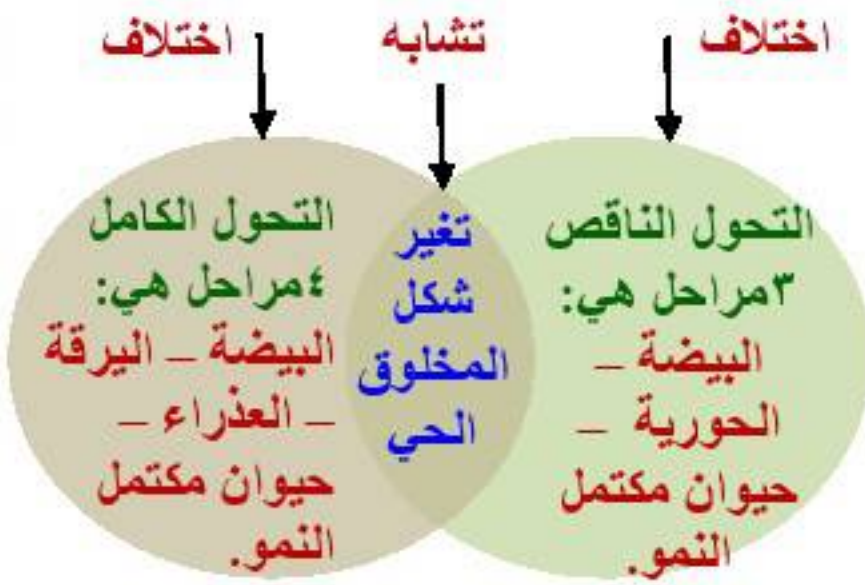 اختلاف
تشابه
اختلاف
التحول الناقص
٣مراحل هي:
البيضة –
الحورية –
حيوان مكتمل
النمو.
تغير
شكل
المخلوق
الحي
التحول الكامل
٤مراحل هي:
البيضة – اليرقة
– العذراء –
حيوان مكتمل
النمو.